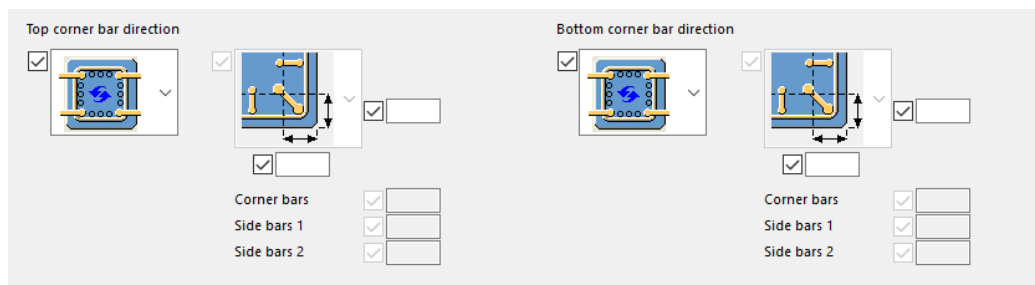 Top corner bar direction
Bottom corner bar direction
Corner bars
Side bars 1
Side bars 2
Corner bars
Side bars 1
Side bars 2